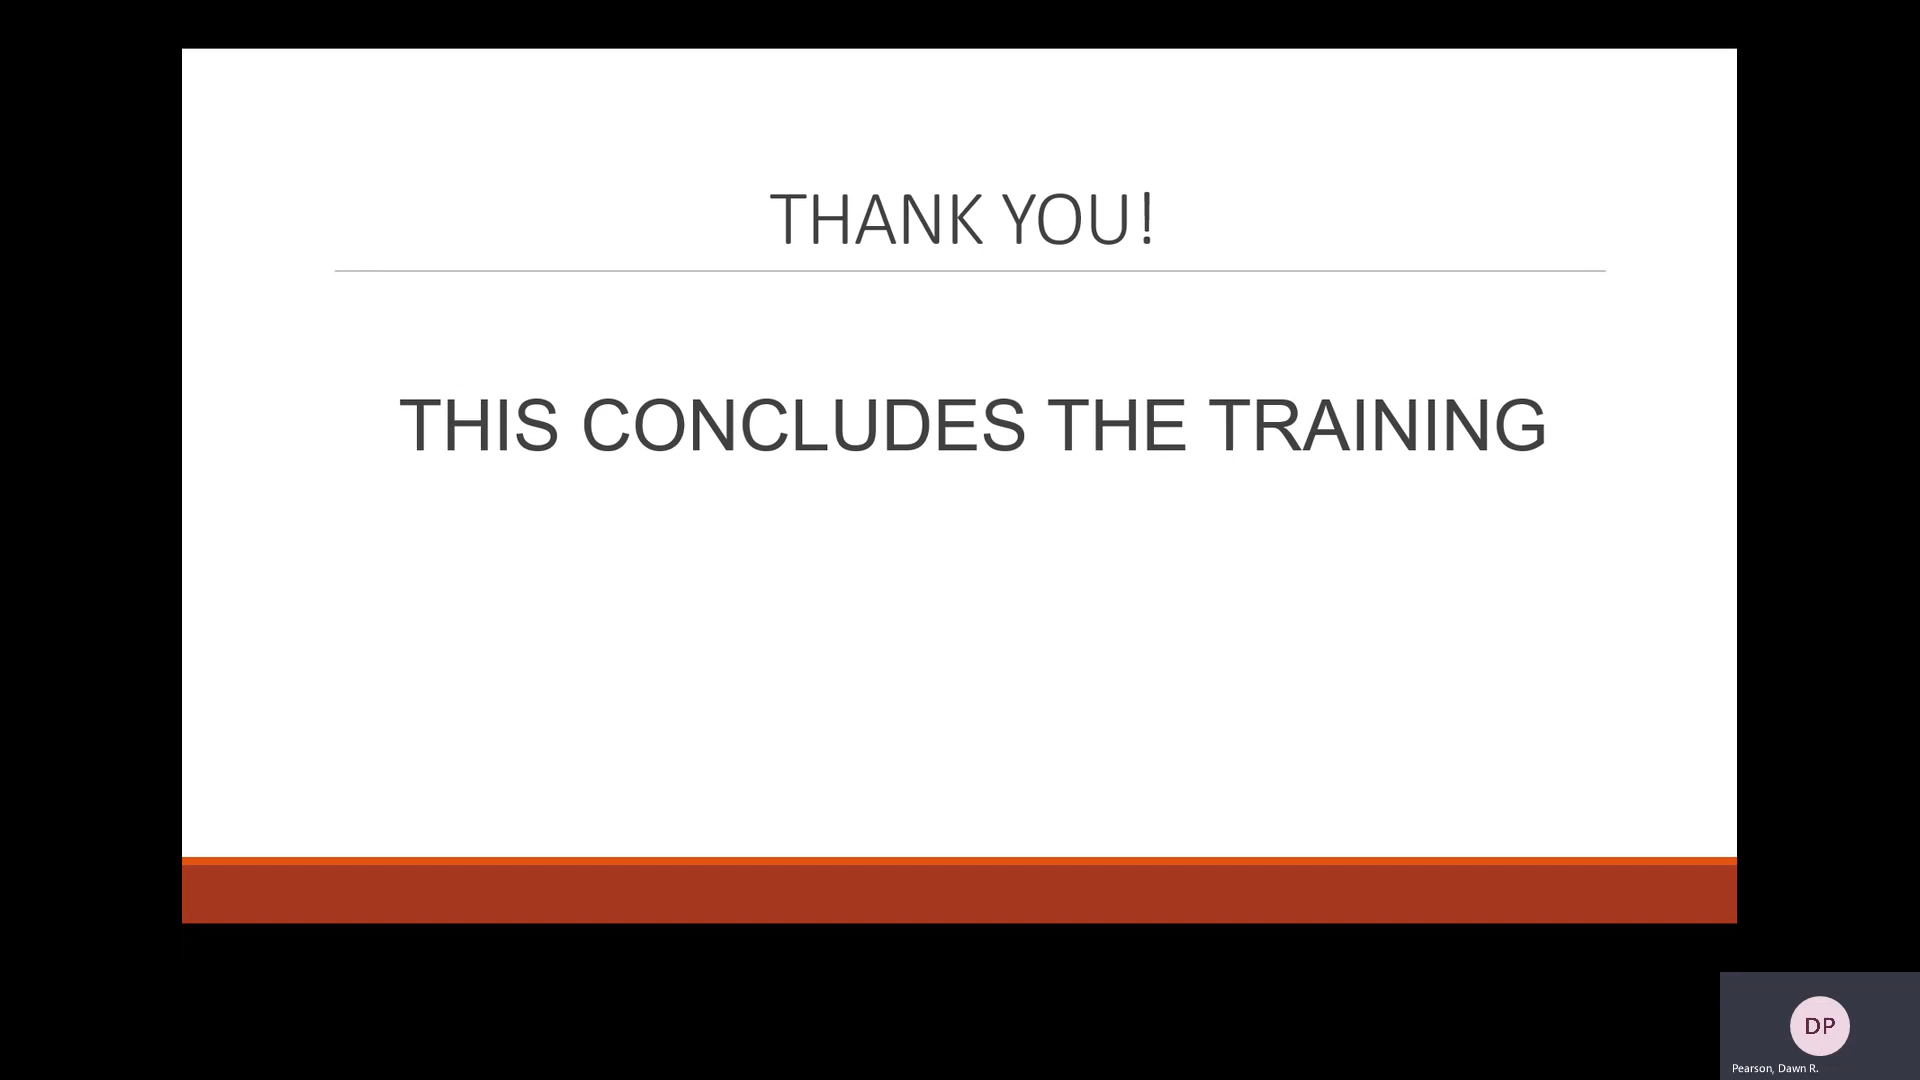 THANK YOU!
THIS CONCLUDES THE TRAINING
DP
Pearson, Dawn R.